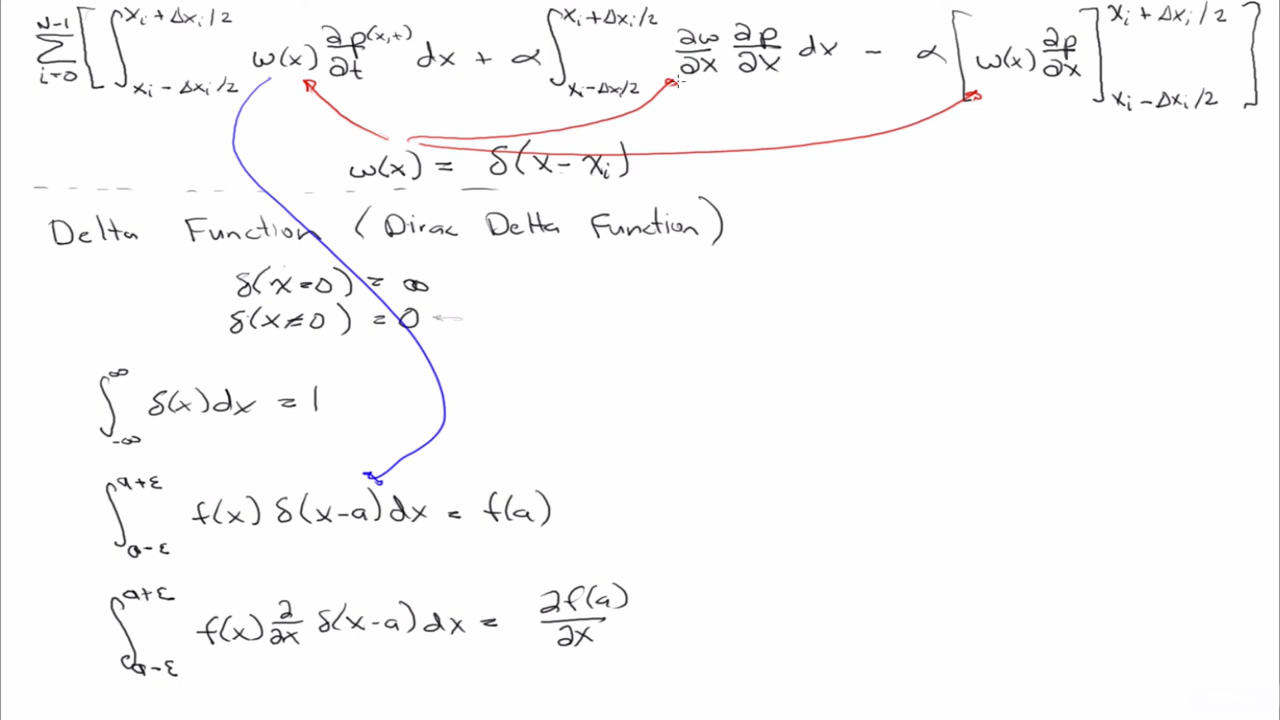 ∑_{i=0}^{N-1} [ ∫_{x_i - Δx_i/2}^{x_i + Δx_i/2} ω(x) ∂p(x,t)/∂t dx + α ∫_{x_i - Δx/2}^{x_i + Δx_i/2} ∂ω/∂x ∂p/∂x dx - α [ ω(x) ∂p/∂x ]_{x_i - Δx_i/2}^{x_i + Δx_i/2} ]
ω(x) = δ(x - x_i)
Delta Function (Dirac Delta Function)
δ(x=0) = ∞
δ(x≠0) = 0
∫_{-∞}^{∞} δ(x)dx = 1
∫_{a-ε}^{a+ε} f(x) δ(x-a)dx = f(a)
∫_{a-ε}^{a+ε} f(x) ∂/∂x δ(x-a)dx = ∂f(a)/∂x